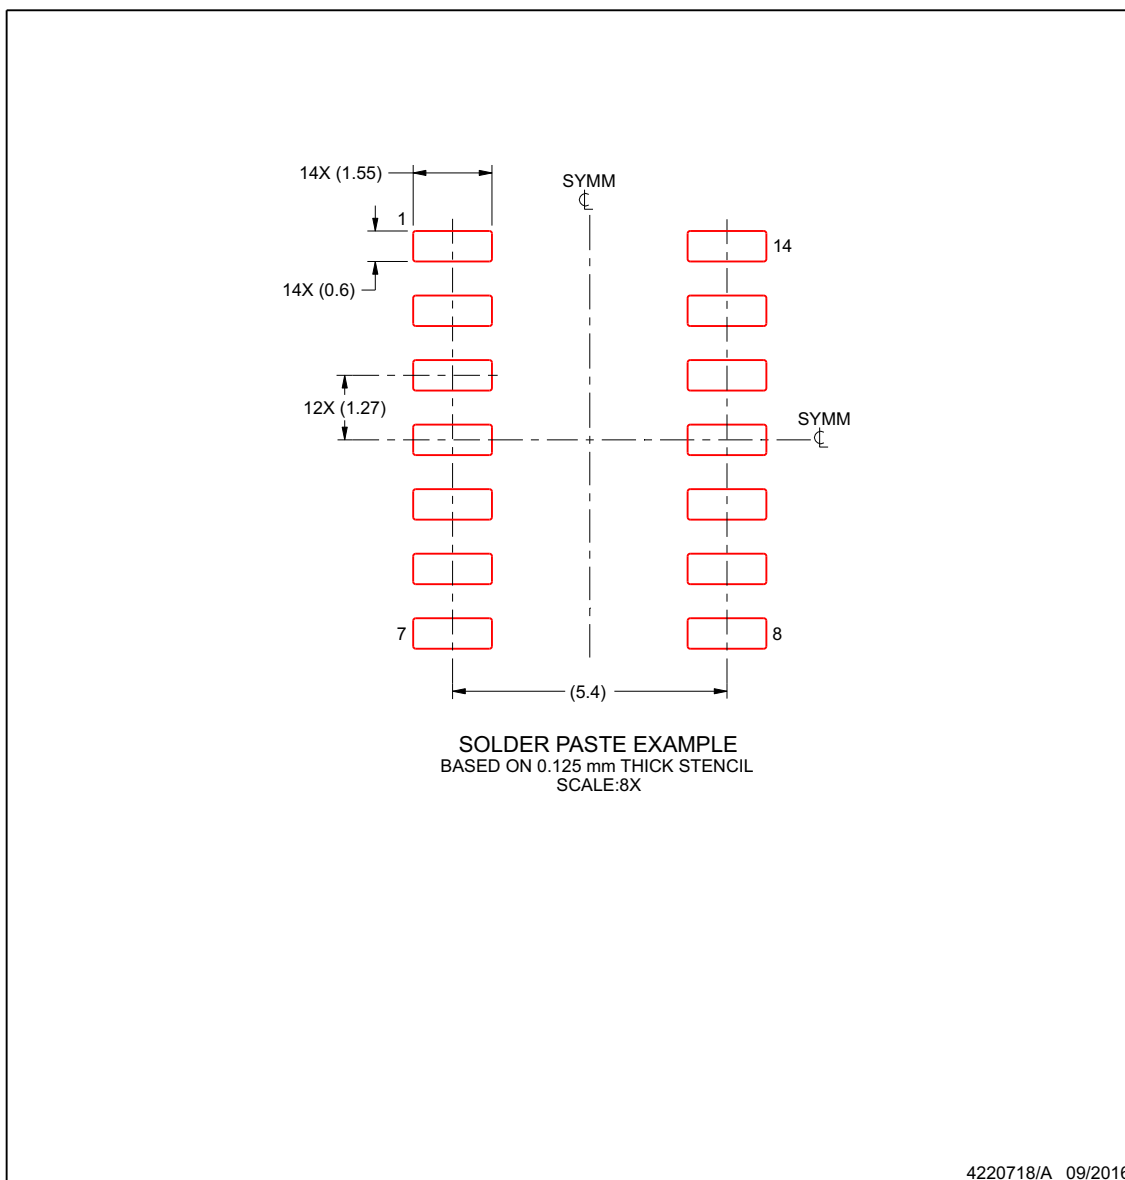 14X (1.55)
SYMM
1
14
14X (0.6)
12X (1.27)
SYMM
7
8
(5.4)
SOLDER PASTE EXAMPLE
BASED ON 0.125 mm THICK STENCIL
SCALE:8X
4220718/A 09/2016